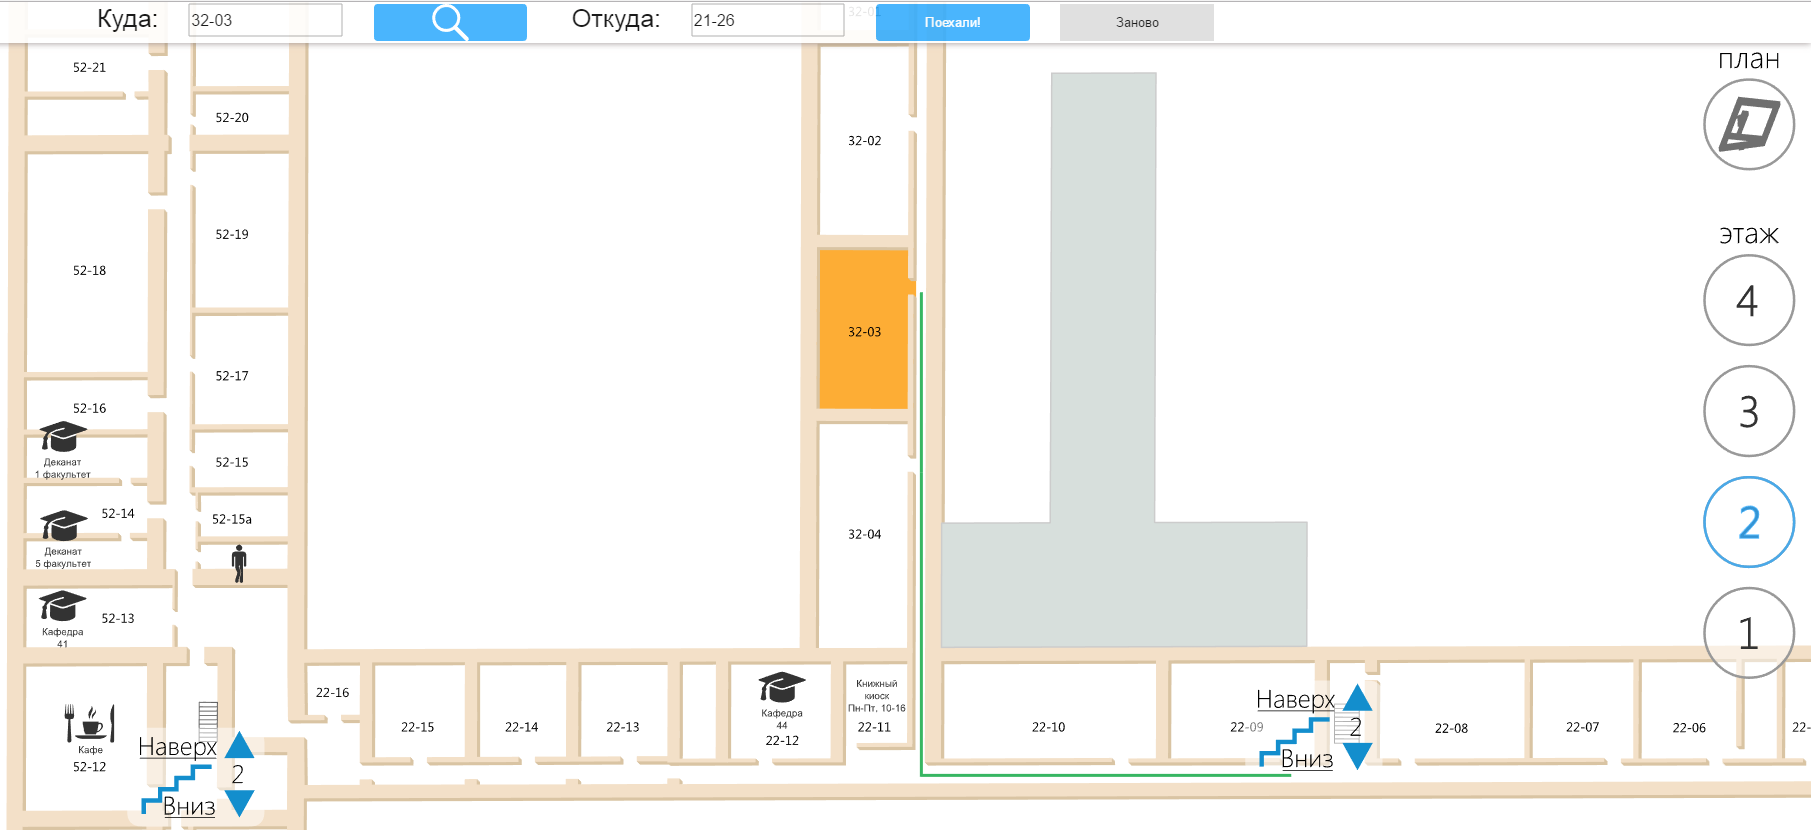 Куда:
32-03
Откуда:
21-26
Поехали!
Заново
32-01
план
52-21
52-20
32-02
52-19
этаж
52-18
4
32-03
52-17
52-16
3
Деканат
1 факультет
52-15
52-14
52-15а
2
32-04
Деканат
5 факультет
52-13
Кафедра
41
1
22-16
Книжный
киоск
Пн-Пт. 10-16
22-11
Наверх
2
Вниз
22-15
22-14
22-13
Кафедра
44
22-12
22-10
22-09
22-08
22-07
22-06
22-
Кафе
52-12
Наверх
2
Вниз